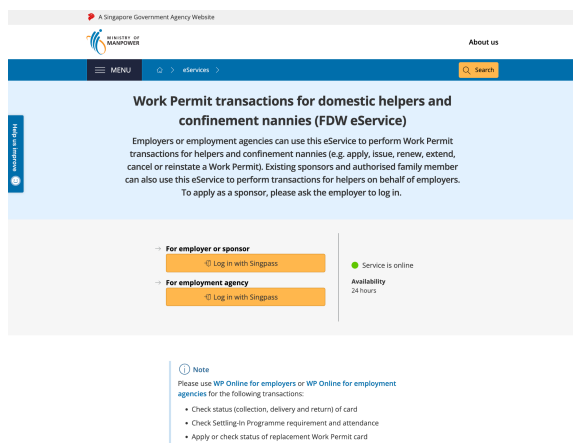 A Singapore Government Agency Website
MINISTRY OF
MANPOWER
About us
MENU
eServices
Search
Work Permit transactions for domestic helpers and
confinement nannies (FDW eService)
Employers or employment agencies can use this eService to perform Work Permit
transactions for helpers and confinement nannies (e.g. apply, issue, renew, extend,
cancel or reinstate a Work Permit). Existing sponsors and authorised family member
can also use this eService to perform transactions for helpers on behalf of employers.
To apply as a sponsor, please ask the employer to log in.
Help us improve
For employer or sponsor
Log in with Singpass
For employment agency
Log in with Singpass
Service is online
Availability
24 hours
Note
Please use WP Online for employers or WP Online for employment
agencies for the following transactions:
• Check status (collection, delivery and return) of card
• Check Settling-In Programme requirement and attendance
• Apply or check status of replacement Work Permit card